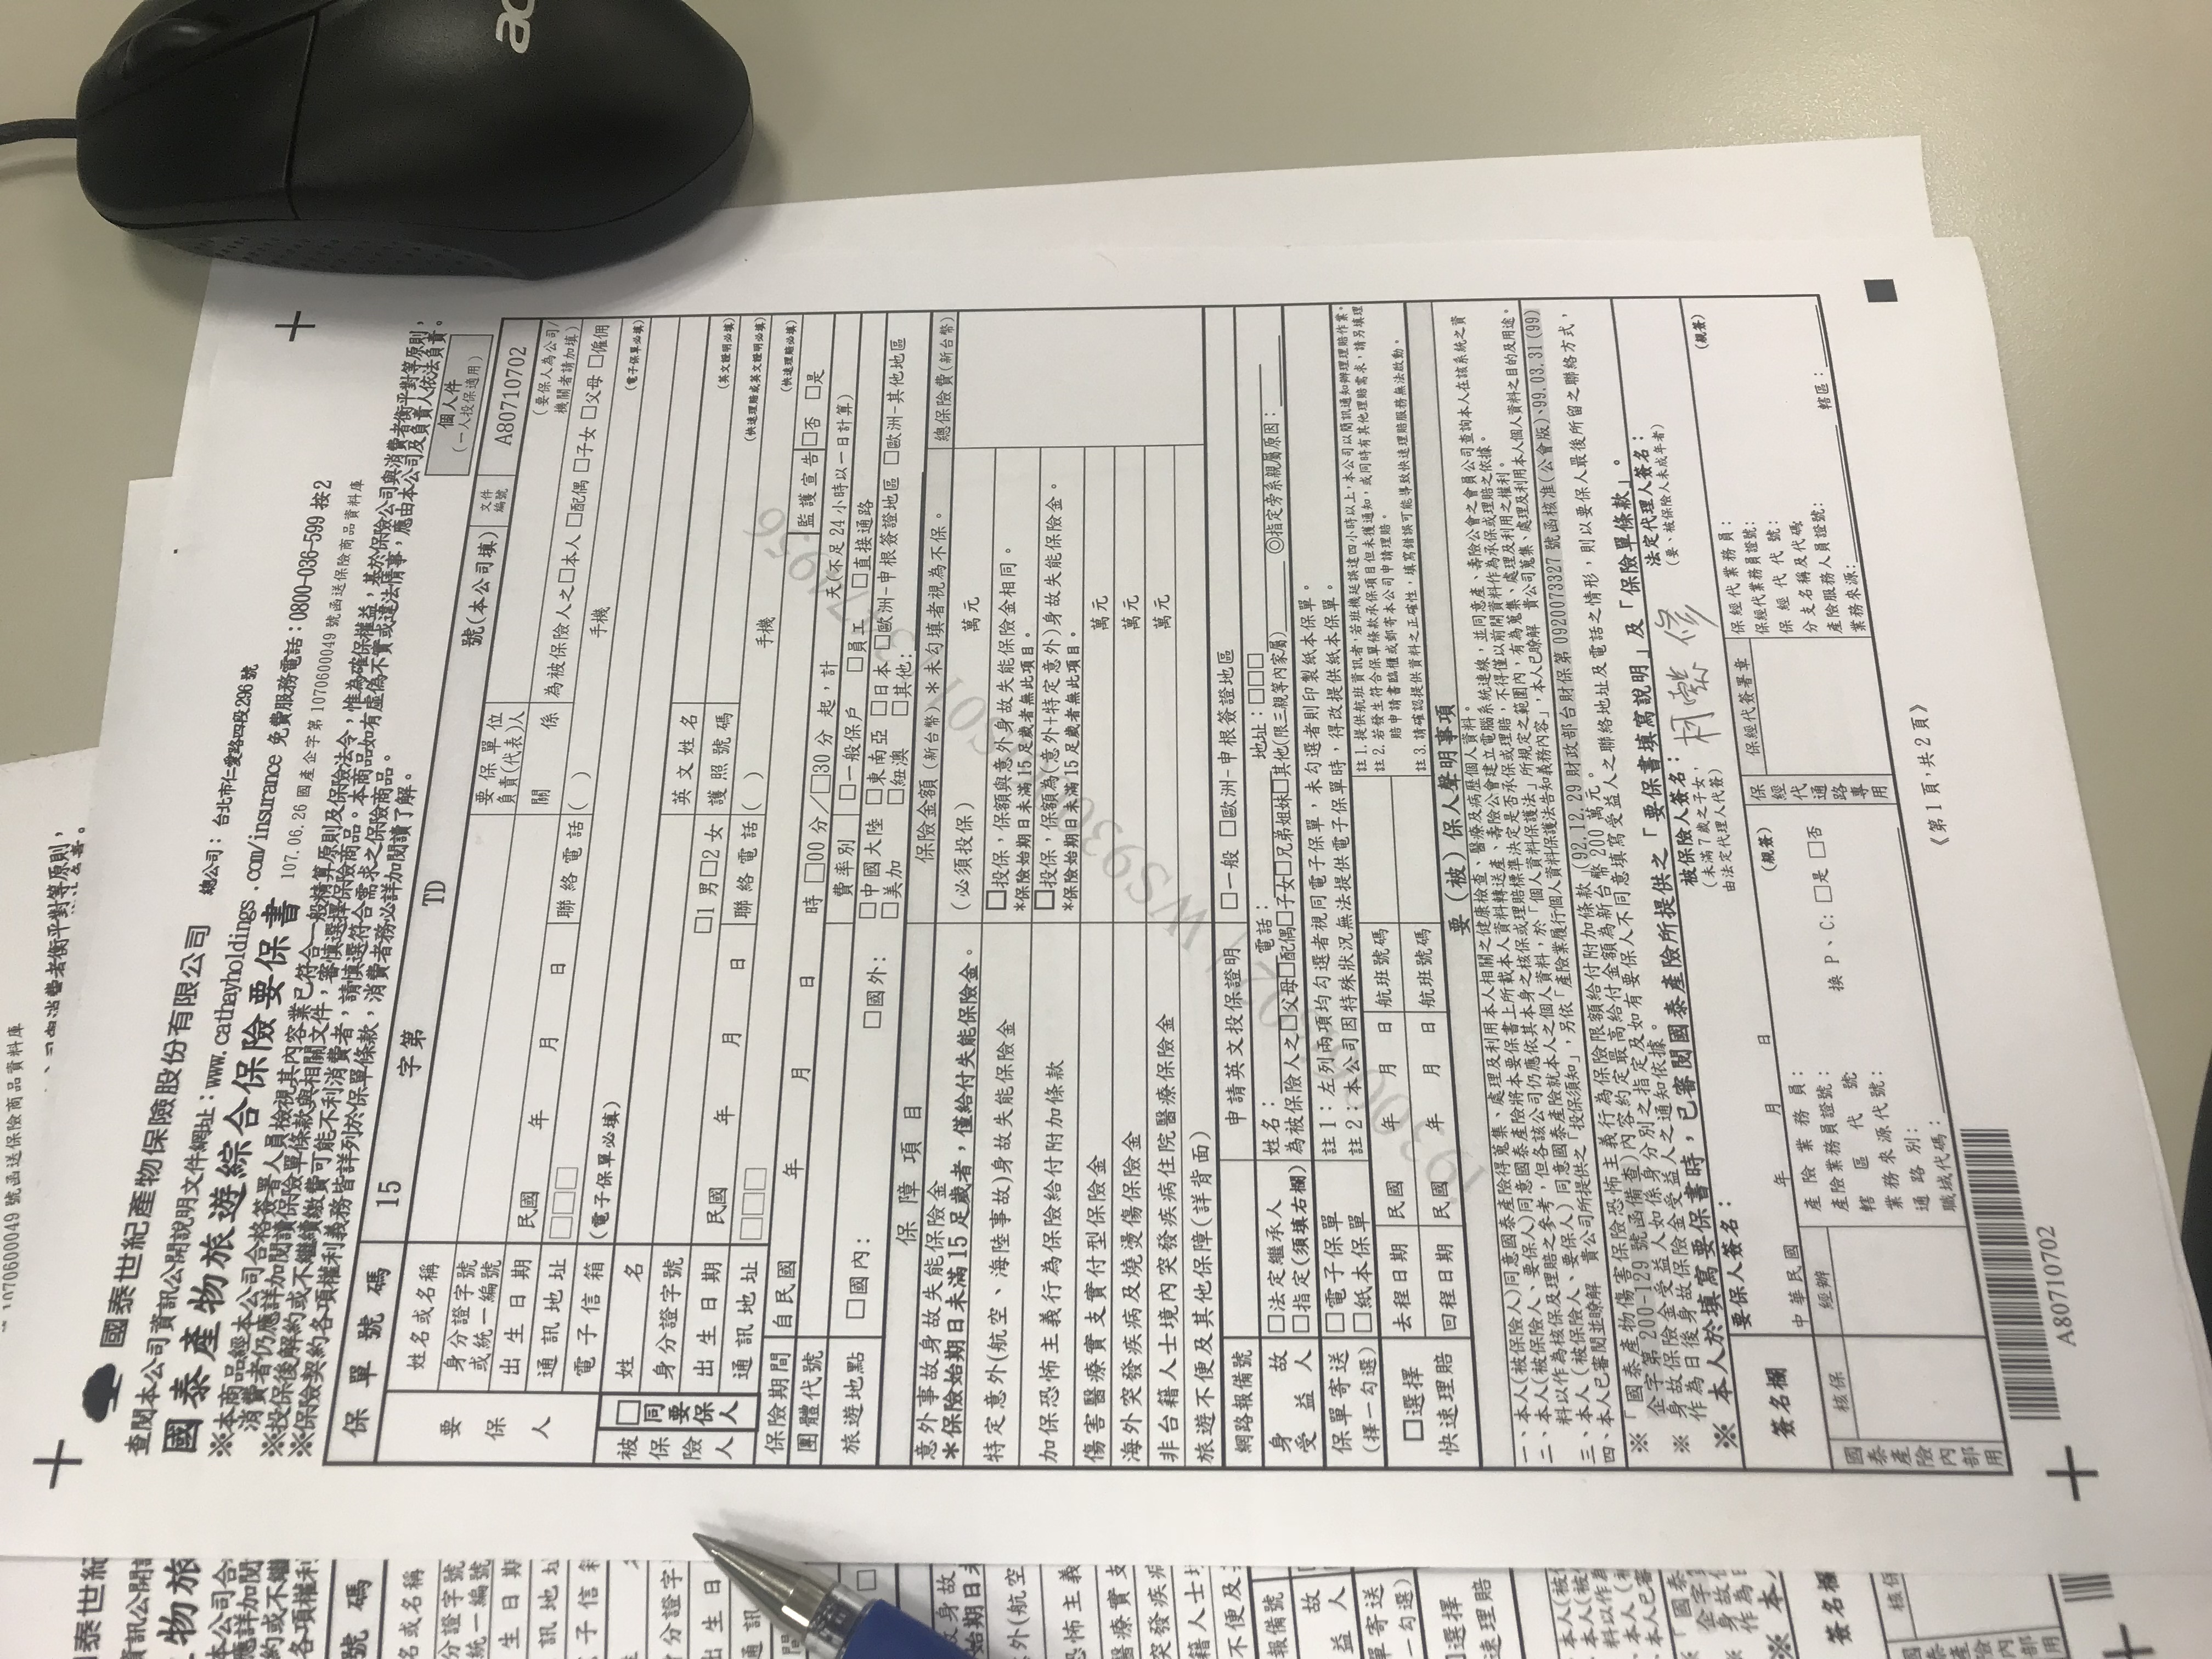 1070600049 號函送保險商品資料庫
公司與消費者衡平對等原則，
國泰世紀產物保險股份有限公司 總公司：台北市仁愛路四段296號
查閱本公司資訊公開說明文件網址：www.cathayholdings.com/insurance 免費服務電話：0800-036-599 按2
國泰產物旅遊綜合保險要保書 107.06.26 國產企字第 1070600049 號函送保險商品資料庫
※本商品經本公司合格簽署人員檢視其內容業已符合一般精算原則及保險法令，惟為確保權益，基於保險公司與消費者衡平對等原則，
消費者仍應詳加閱讀保險單條款與相關文件，審慎選擇保險商品。本商品如有虛偽不實或違法情事，應由本公司及負責人依法負責。
※投保後解約或不繼續繳費可能不利消費者，請慎選符合需求之保險商品。
※保險契約各項權利義務皆詳列於保單條款，消費者務必詳加閱讀了解。
個人件
(一人投保適用)
保單號碼 15 字第 TD 號(本公司填) 文件編號 A80710702
要保人
姓名或名稱 要保單位負責(代表)人 (要保人為公司/機關者請加填)
身分證字號或統一編號 關係 為被保險人之□本人 □配偶 □子女 □父母 □僱佣
出生日期 民國 年 月 日 聯絡電話 ( ) 手機 (電子保單必填)
通訊地址 □□□
電子信箱 (電子保單必填)
被保險人 □同要保人
姓名 英文姓名 (英文證明必填)
身分證字號 □1 男□2 女 護照號碼 (快速理賠或英文證明必填)
出生日期 民國 年 月 日 聯絡電話 ( ) 手機 (快速理賠必填)
通訊地址 □□□ 監護宣告 □否 □是
保險期間 自民國 年 月 日 時 □00 分／□30 分 起，計 天(不足 24 小時以一日計算)
團體代號 費率別 □一般保戶 □員工 □直接通路
旅遊地點 □國內： □國外： □中國大陸 □東南亞 □日本 □歐洲-申根簽證地區 □歐洲-其他地區
□美加 □紐澳 □其他：
保障項目 保險金額 (新台幣) ＊未勾填者視為不保。 總保險費(新台幣)
意外事故身故失能保險金 (必須投保) 萬元
＊保險始期日未滿 15 足歲者，僅給付失能保險金。
特定意外(航空、海陸事故)身故失能保險金 □投保，保額與意外身故失能保險金相同。
*保險始期日未滿 15 足歲者無此項目。
加保恐怖主義行為保險給付附加條款 □投保，保額為(意外+特定意外)身故失能保險金。
*保險始期日未滿 15 足歲者無此項目。
傷害醫療實支實付型保險金 萬元
海外突發疾病及燒燙傷保險金 萬元
非台籍人士境內突發疾病住院醫療保險金 萬元
旅遊不便及其他保障(詳背面)
網路報備號 申請英文投保證明 □一般 □歐洲-申根簽證地區
身故受益人 □法定繼承人 姓名： 電話： 地址：□□□
□指定(須填右欄) 為被保險人之□父母□配偶□子女□兄弟姐妹□其他(限三親等內家屬) ◎指定旁系親屬原因：
保單寄送 □電子保單 註 1：左列兩項均勾選者視同電子保單，未勾選者則印製紙本保單。
(擇一勾選) □紙本保單 註 2：本公司因特殊狀況無法提供電子保單時，得改提供紙本保單。
□選擇快速理賠
去程日期 民國 年 月 日 航班號碼
回程日期 民國 年 月 日 航班號碼
註 1.提供航班資訊者，若班機延誤達四小時以上，本公司以簡訊通知辦理理賠作業。
註 2.若發生符合保單條款承保項目但未獲通知，或同時有其他理賠需求，請另填理
賠申請書臨櫃或郵寄本公司申請理賠。
註 3.請確認提供資料之正確性，填寫錯誤可能導致快速理賠服務無法啟動。
要（被）保人聲明事項
一、本人(被保險人)同意國泰產險得蒐集、處理及利用本人相關之健康檢查、醫療及病歷個人資料。
二、本人(被保險人、要保人)同意國泰產險將本要保書上所載本人資料轉送產、壽險公會建立電腦系統連線，並同意產、壽險公會之會員公司查詢本人在該系統之資
料以作為核保及理賠之參考，但各該公司仍應依其本身之核保或理賠標準決定是否承保或理賠，不得僅以前開資料作為承保或理賠之依據。
三、本人（被保險人、要保人）同意國泰產險就本人之個人資料，於「個人資料保護法」所規定之範圍內，有為蒐集、處理及利用之權利。
四、本人已審閱並瞭解 貴公司所提供之「投保須知」，另依「產險業履行個人資料保護法告知義務內容」，本人已瞭解 貴公司蒐集、處理及利用本人個人資料之目的及用途。
※「國泰產物傷害保險恐怖主義行為保險限額給付附加條款」(92.12.29 財政部台財保第 0920073327 號函核准(公會版)、99.03.31(99)
企字第 200-129 號函備查)內容約定最高給付金額為新台幣 200 萬元。
※ 身故保險金受益人如係身分別之指定及如有要保人不同意填寫受益人之聯絡地址及電話之情形，則以要保人最後所留之聯絡方式，
作為日後身故保險金受益人之通知依據。
※ 本人於填寫要保書時，已審閱國泰產險所提供之「要保書填寫說明」及「保險單條款」。
簽名欄
要保人簽名： 被保險人簽名： 法定代理人簽名：
(未滿 7 歲之子女，由法定代理人代簽) (要、被保險人未成年者)
中華民國 年 月 日 (親簽) (親簽)
國泰產險內部用 核保 經辦
產險業務員：
產險業務員證號：
轄區代號
業務來源代號：
通路別：
職域代碼：
換 P、C：□是 □否
保經代通路專用 保經代簽署章
保經代業務員：
保經代業務員證號：
保經代代號：
分支名稱及代碼
產險服務人員證號：
業務來源： 轄區：
《第 1 頁，共 2 頁》
A80710702